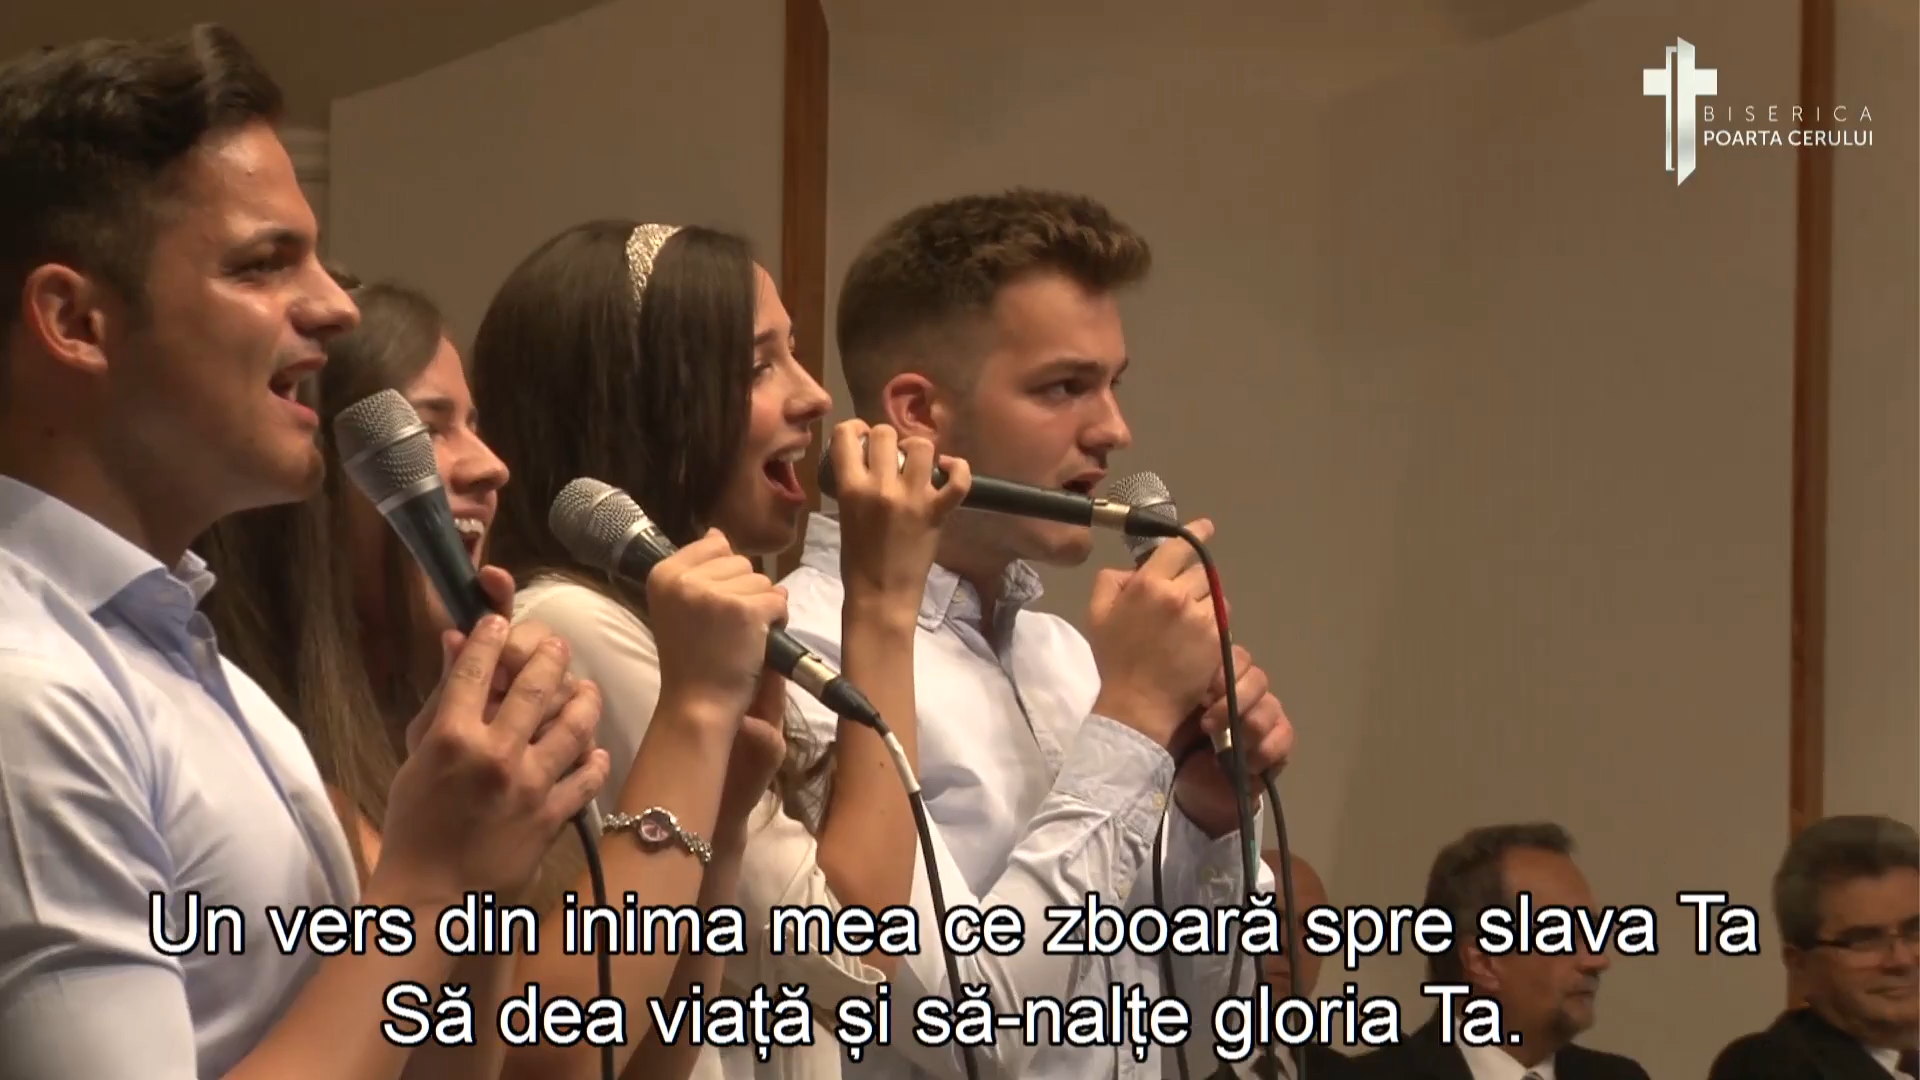 BISERICA
POARTA CERULUI
Un vers din inima mea ce zboară spre slava Ta
Să dea viață și să-nalțe gloria Ta.